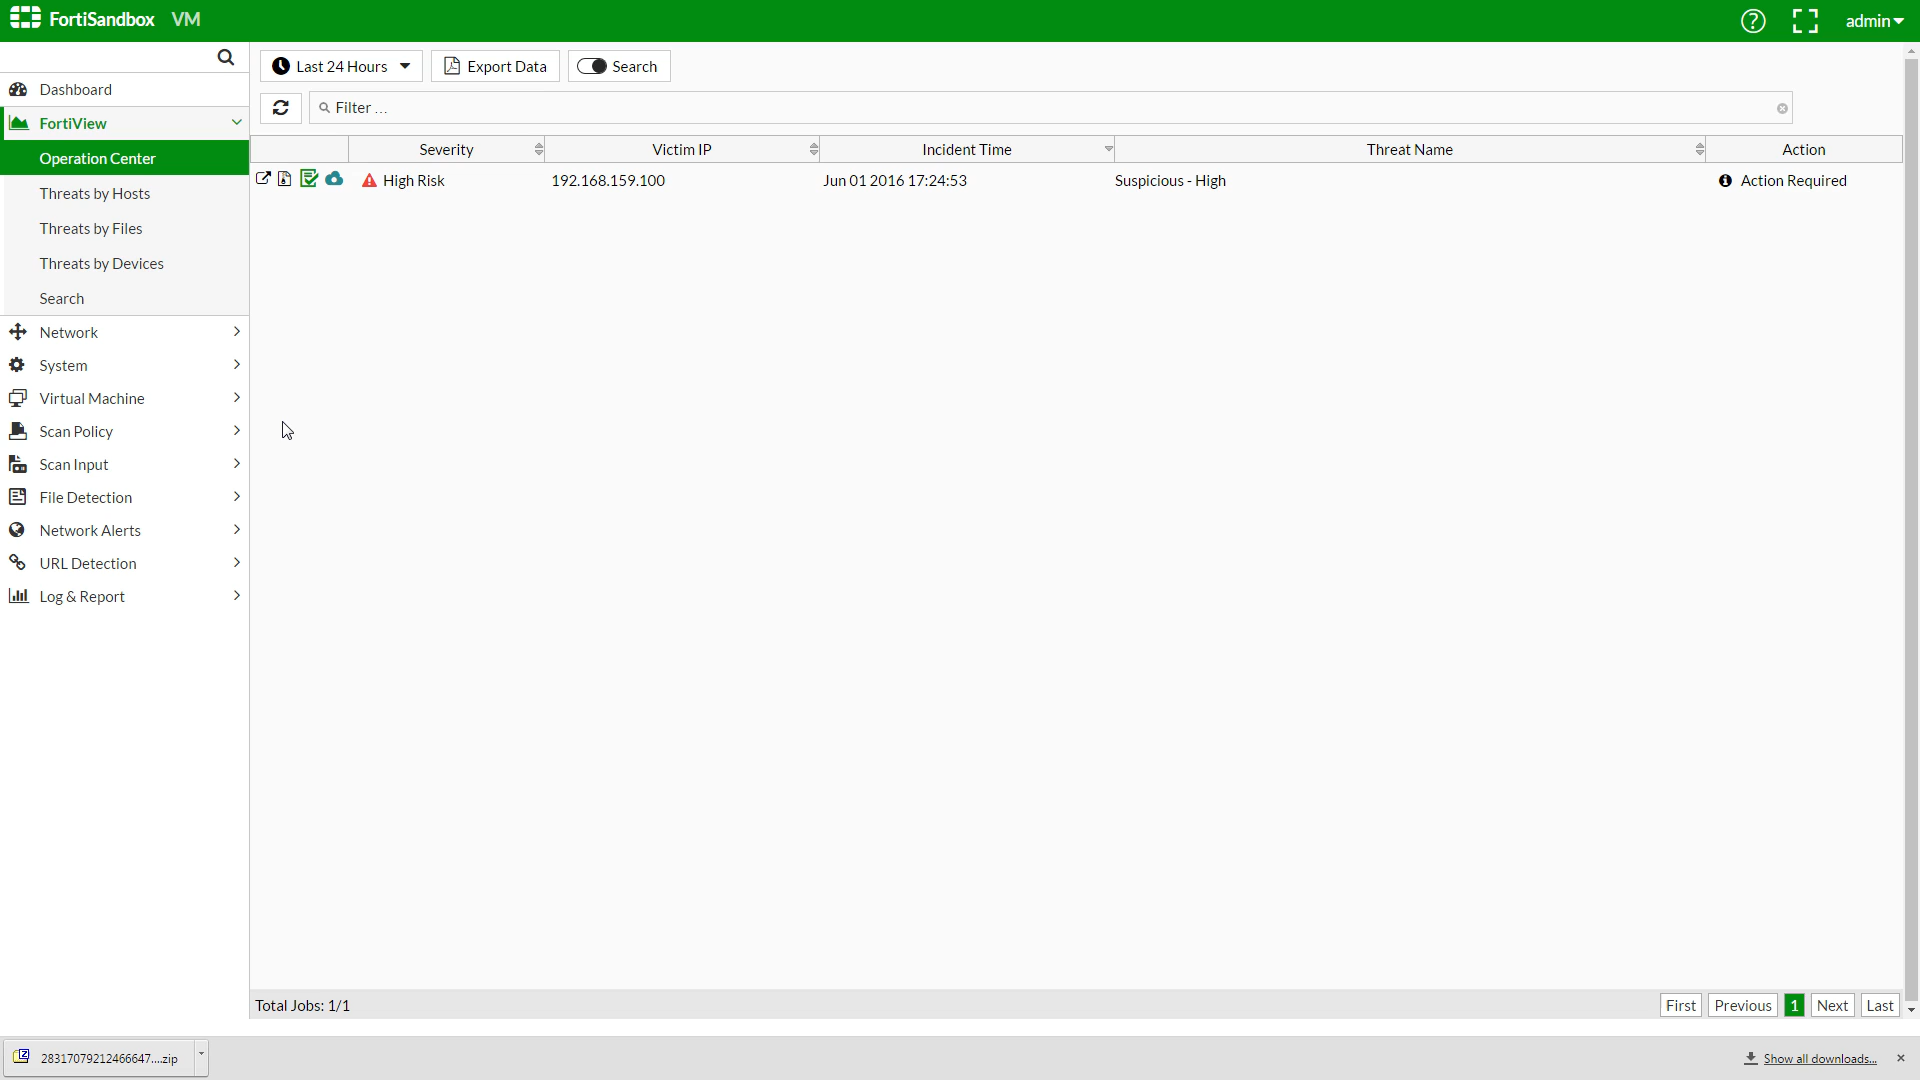 FortiSandbox VM
admin
Last 24 Hours Export Data Search
Filter ...
Dashboard
FortiView
Operation Center
Threats by Hosts
Threats by Files
Threats by Devices
Search
Network
System
Virtual Machine
Scan Policy
Scan Input
File Detection
Network Alerts
URL Detection
Log & Report
Severity Victim IP Incident Time Threat Name Action
High Risk 192.168.159.100 Jun 01 2016 17:24:53 Suspicious - High Action Required
Total Jobs: 1/1 First Previous 1 Next Last
28317079212466647....zip Show all downloads...